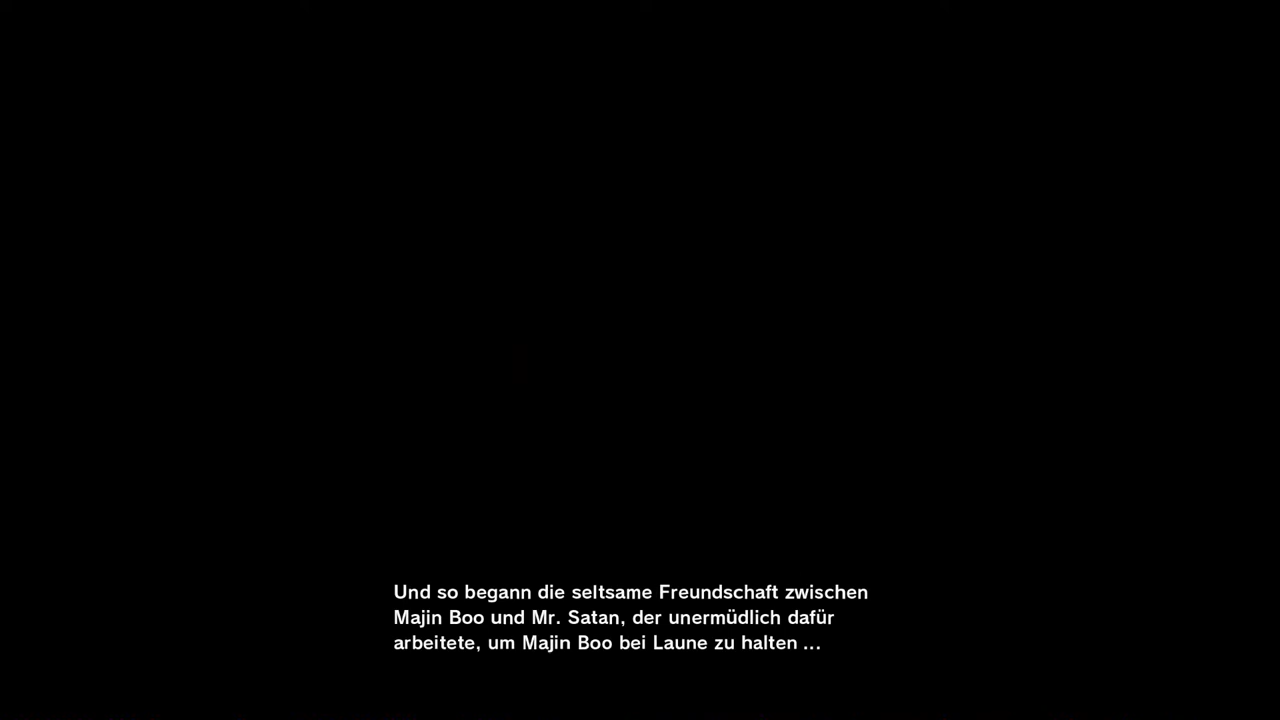 Und so begann die seltsame Freundschaft zwischen
Majin Boo und Mr. Satan, der unermüdlich dafür
arbeitete, um Majin Boo bei Laune zu halten ...